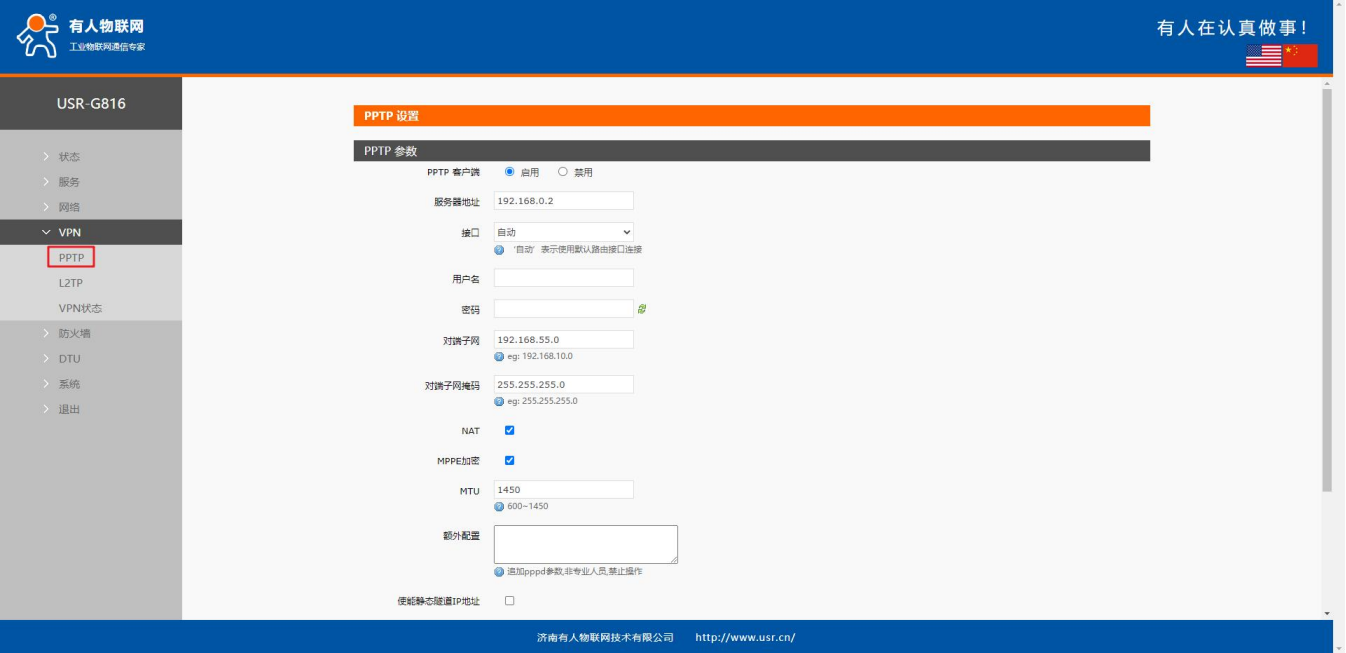 有人物联网
工业物联网通信专家
有人在认真做事!
USR-G816
状态
服务
网络
VPN
PPTP
L2TP
VPN状态
防火墙
DTU
系统
退出
PPTP 设置
PPTP 参数
PPTP 客户端 启用 禁用
服务器地址 192.168.0.2
接口 自动
‘自动’ 表示使用默认路由接口连接
用户名
密码
对端子网 192.168.55.0
eg: 192.168.10.0
对端子网掩码 255.255.255.0
eg: 255.255.255.0
NAT
MPPE加密
MTU 1450
600~1450
额外配置
追加pppd参数,非专业人员,禁止操作
使能静态隧道IP地址
济南有人物联网技术有限公司 http://www.usr.cn/